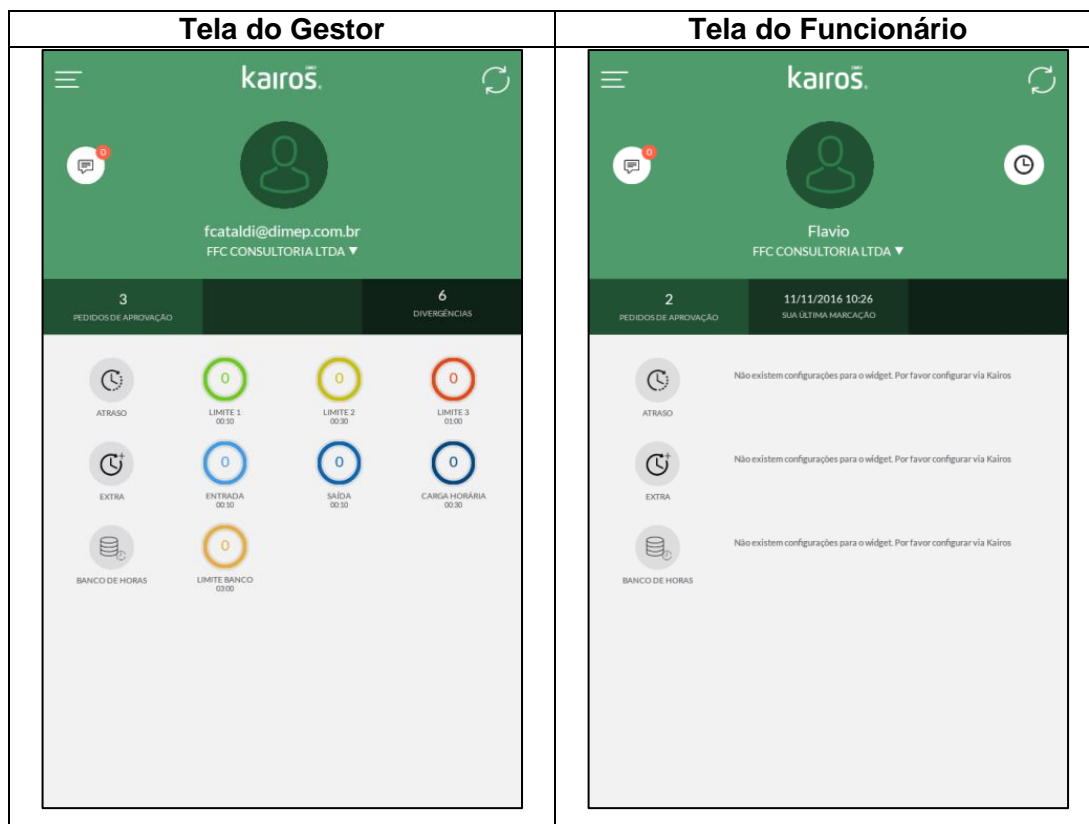 Tela do Gestor
kairos
0
fcataldi@dimep.com.br
FFC CONSULTORIA LTDA ▼
3
PEDIDOS DE APROVAÇÃO
6
DIVERGÊNCIAS
ATRASO
0
LIMITE 1
00:10
0
LIMITE 2
00:30
0
LIMITE 3
01:00
EXTRA
0
ENTRADA
00:10
0
SAÍDA
00:10
0
CARGA HORÁRIA
00:30
BANCO DE HORAS
0
LIMITE BANCO
03:00
Tela do Funcionário
kairos
0
Flavio
FFC CONSULTORIA LTDA ▼
2
PEDIDOS DE APROVAÇÃO
11/11/2016 10:26
SUA ÚLTIMA MARCAÇÃO
ATRASO
Não existem configurações para o widget. Por favor configurar via Kairos
EXTRA
Não existem configurações para o widget. Por favor configurar via Kairos
BANCO DE HORAS
Não existem configurações para o widget. Por favor configurar via Kairos